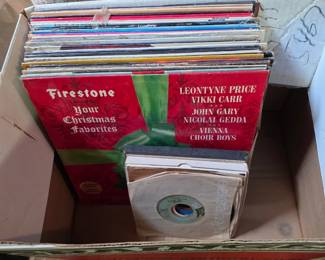 Firestone
Your
Christmas
Favorites
LEONTYNE PRICE
VIKKI CARR
JOHN GARY
NICOLAI GEDDA
VIENNA
CHOIR BOYS